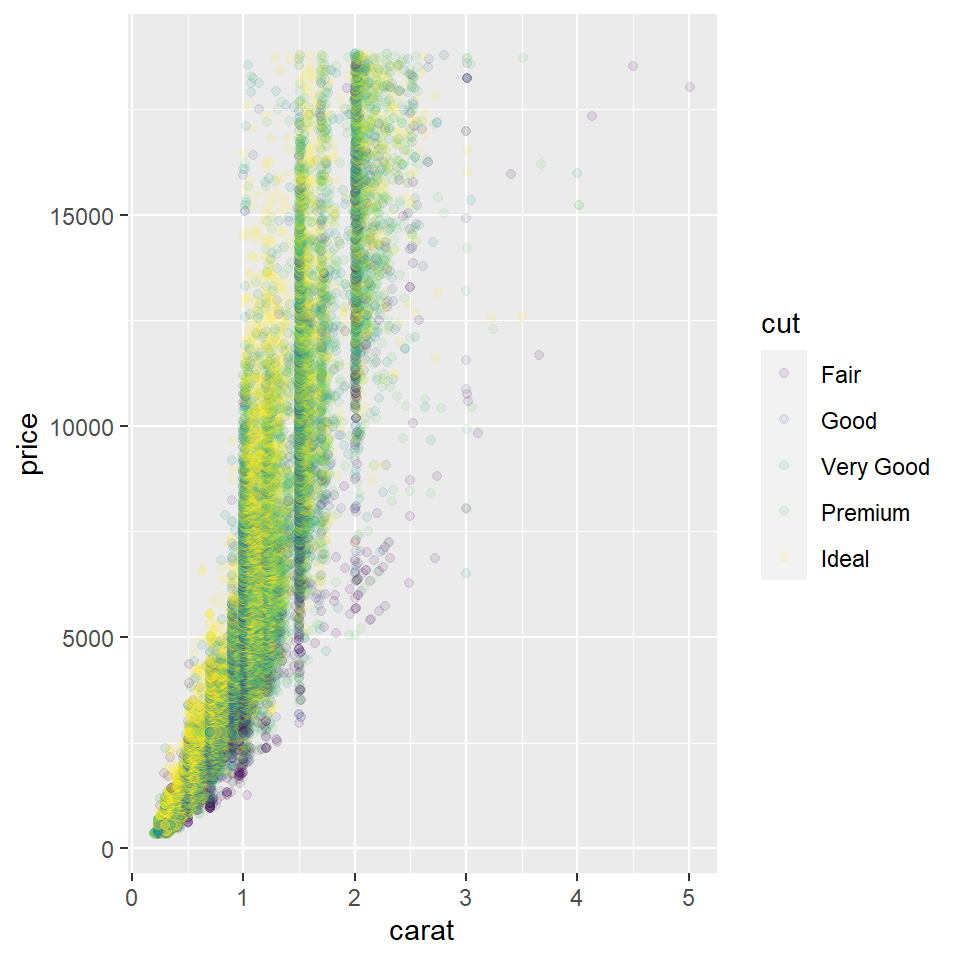 price
15000
10000
5000
0
0 1 2 3 4 5
carat
cut
Fair
Good
Very Good
Premium
Ideal